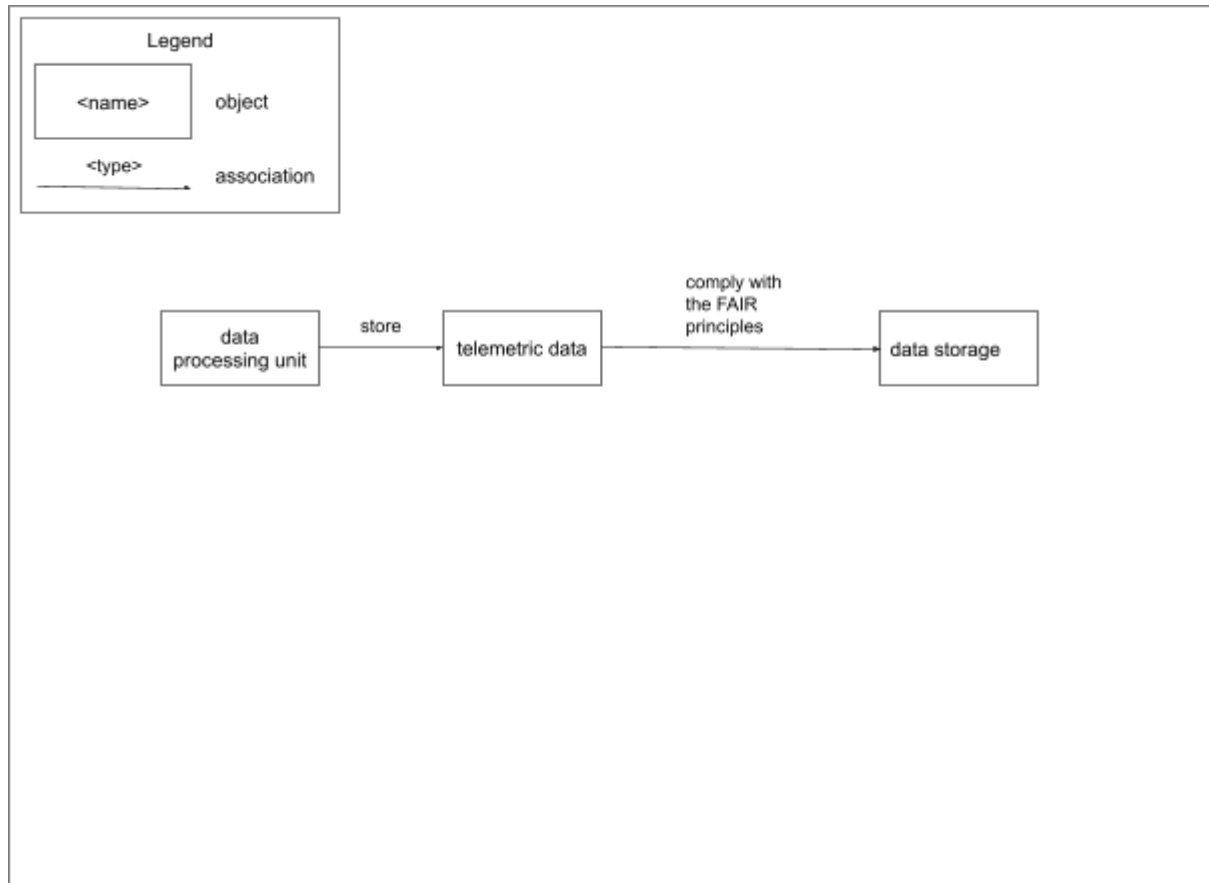 Legend
<name>
object
<type>
association
comply with
the FAIR
principles
store
data
processing unit
telemetric data
data storage